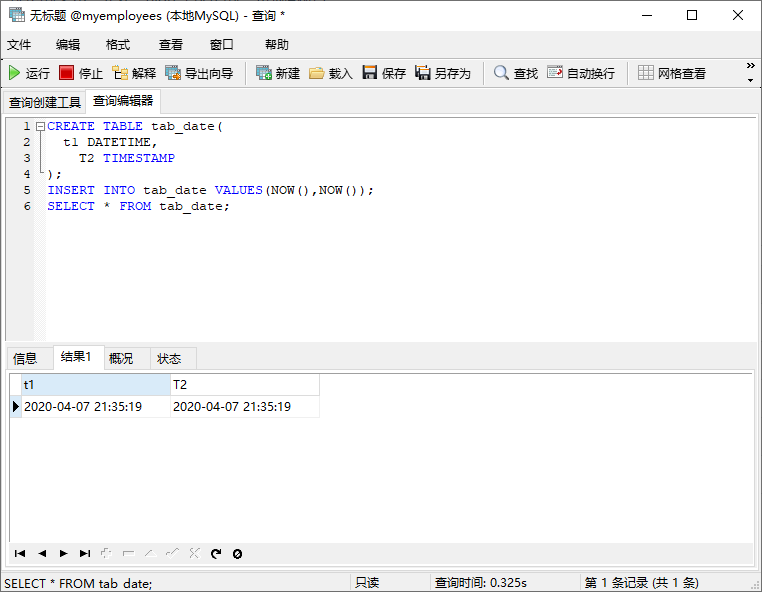 无标题 @myemployees (本地MySQL) - 查询 *
文件 编辑 格式 查看 窗口 帮助
运行 停止 解释 导出向导 新建 载入 保存 另存为 查找 自动换行 网格查看 »
查询创建工具 查询编辑器
1 CREATE TABLE tab_date(
2 t1 DATETIME,
3 T2 TIMESTAMP
4 );
5 INSERT INTO tab_date VALUES(NOW(),NOW());
6 SELECT * FROM tab_date;
信息 结果1 概况 状态
t1 T2
2020-04-07 21:35:19 2020-04-07 21:35:19
SELECT * FROM tab_date; 只读 查询时间: 0.325s 第 1 条记录 (共 1 条)